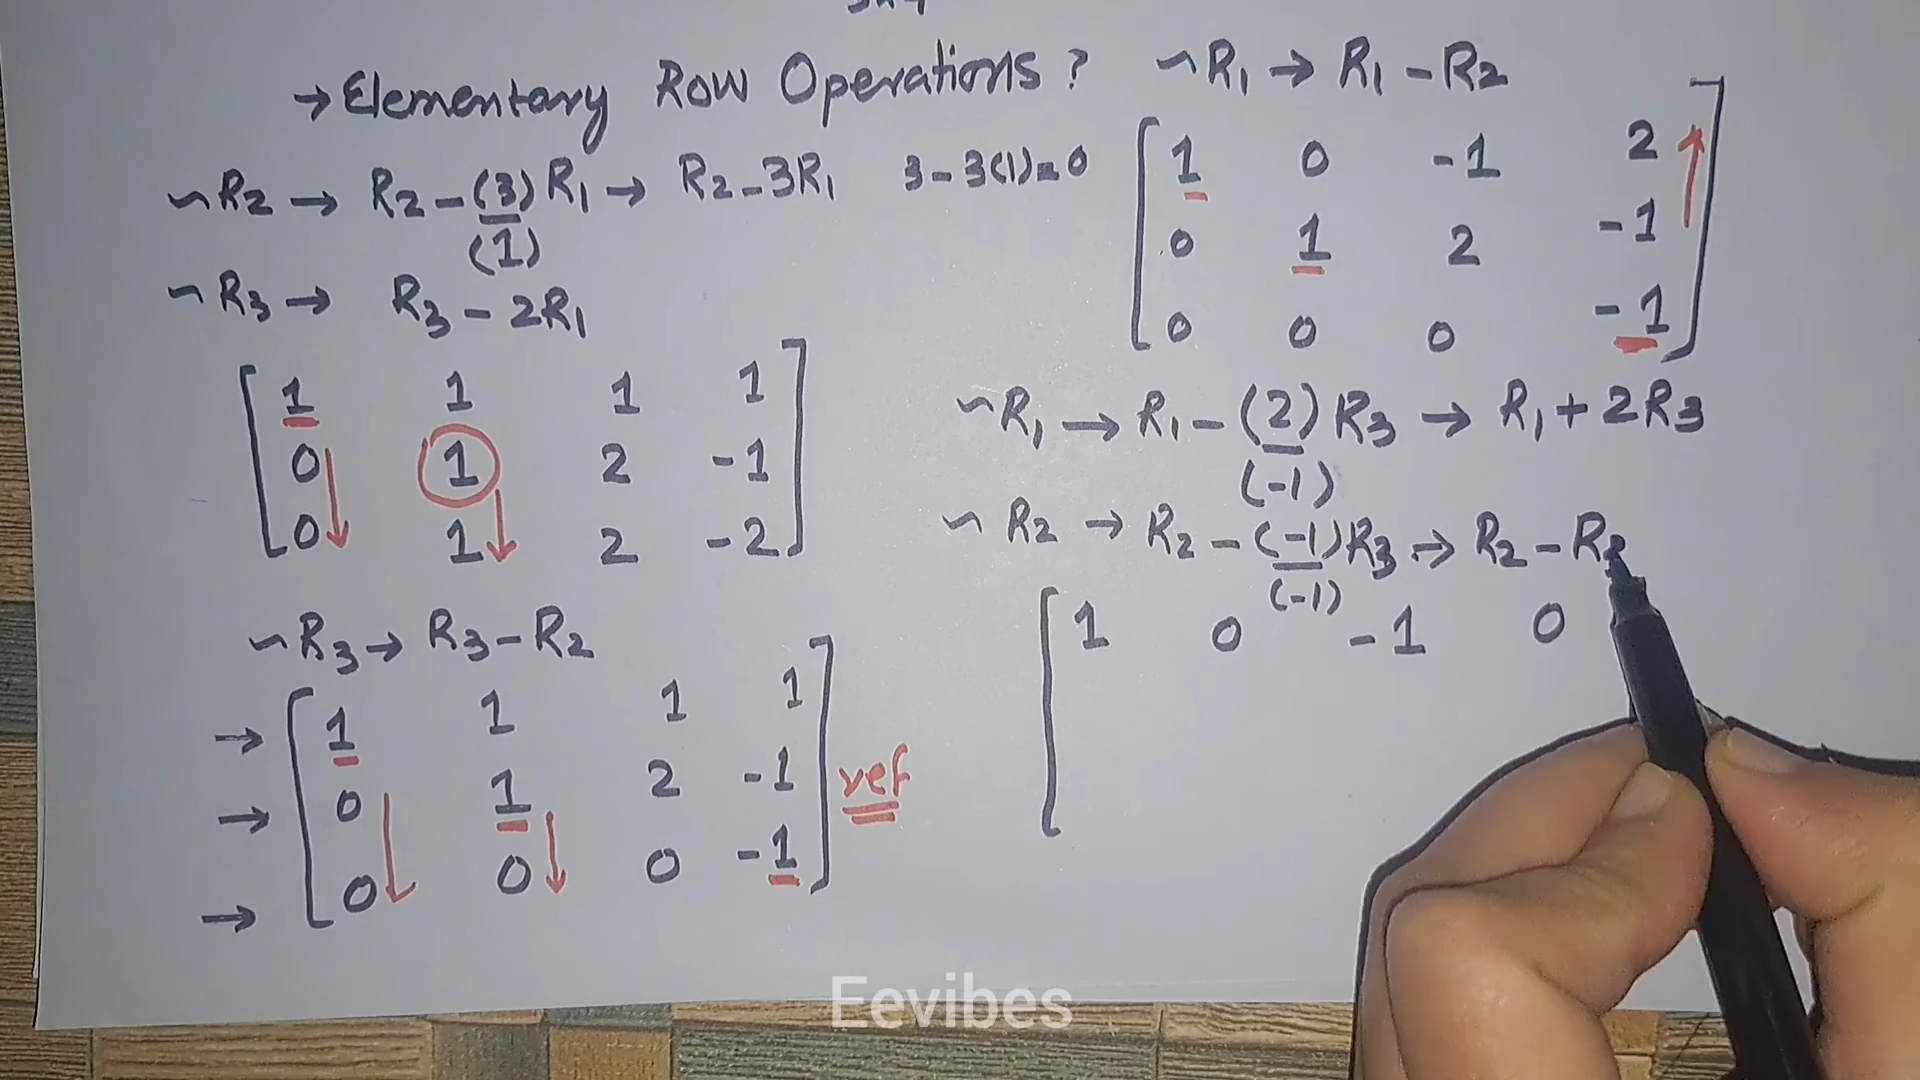 → Elementary Row Operations ?
~R2 → R2 - (3)/(1) R1 → R2 - 3R1 3 - 3(1) = 0
~R3 → R3 - 2R1
1 1 1 1
0 1 2 -1
0 1 2 -2
~R3 → R3 - R2
→ 1 1 1 1
→ 0 1 2 -1 ref
→ 0 0 0 -1
~R1 → R1 - R2
1 0 -1 2
0 1 2 -1
0 0 0 -1
~R1 → R1 - (2)/(-1) R3 → R1 + 2R3
~R2 → R2 - (-1)/(-1) R3 → R2 - R
1 0 -1 0
Eevibes